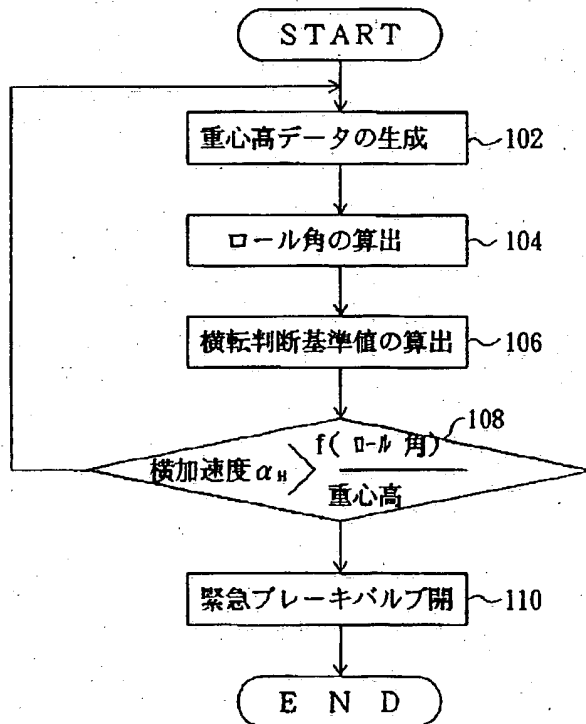 START
重心高データの生成 102
ロール角の算出 104
横転判断基準値の算出 106
108
横加速度 αH > f(ロール角)
重心高
緊急ブレーキバルブ開 110
END